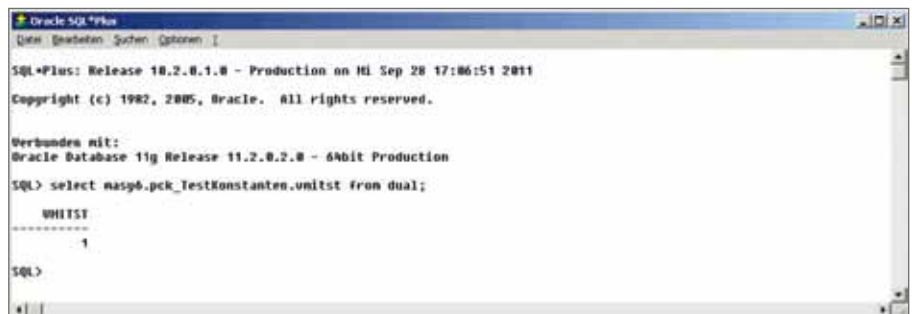 Oracle SQL*Plus
Datei Bearbeiten Suchen Optionen ?
SQL*Plus: Release 10.2.0.1.0 - Production on Mi Sep 28 17:06:51 2011
Copyright (c) 1982, 2005, Oracle. All rights reserved.
Verbunden mit:
Oracle Database 11g Release 11.2.0.2.0 - 64bit Production
SQL> select masy6.pck_TestKonstanten.vmitst from dual;
VMITST
----------
1
SQL>